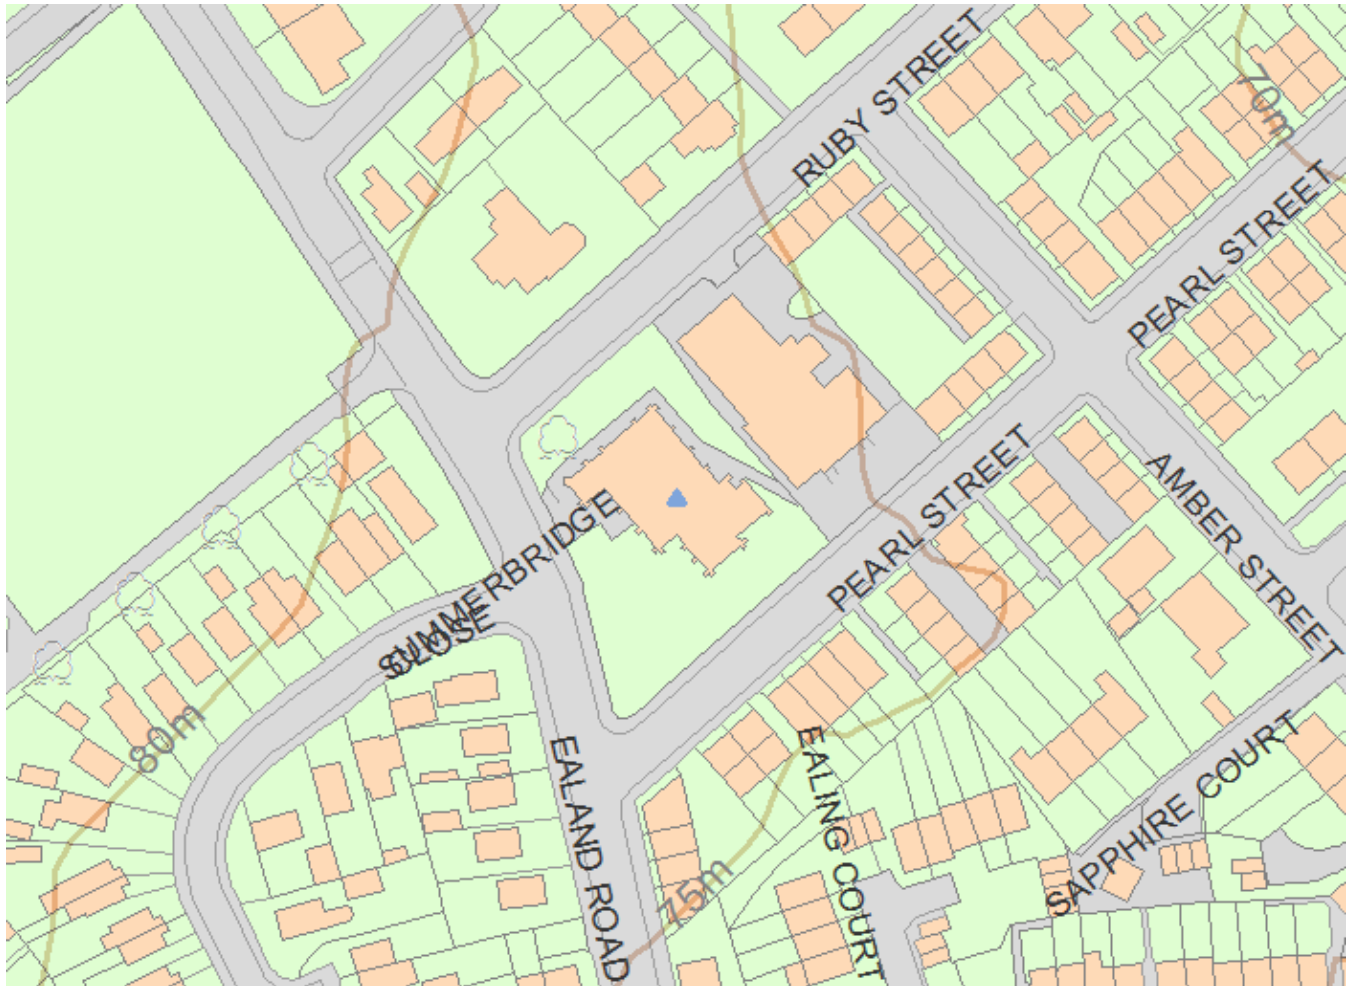 RUBY STREET
70m
PEARL STREET
PEARL STREET
AMBER STREET
SUMMERBRIDGE
CLOSE
80m
EALAND ROAD
EALING COURT
SAPPHIRE COURT
75m